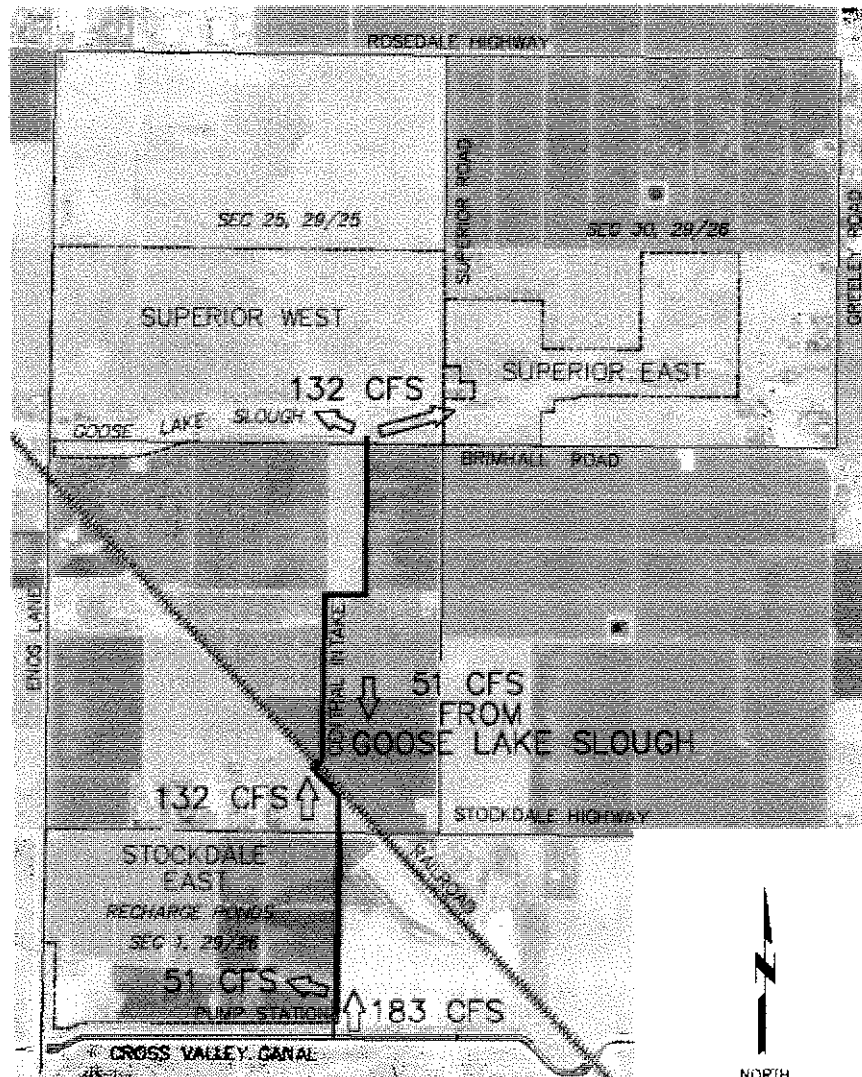 ROSEDALE HIGHWAY
SUPERIOR ROAD
SEC 25, 29/25
SEC 30, 29/26
GREELEY ROAD
SUPERIOR WEST
SUPERIOR EAST
132 CFS
GOOSE LAKE SLOUGH
BRIMHALL ROAD
ENOS LANE
CENTRAL INTAKE
51 CFS
FROM
GOOSE LAKE SLOUGH
132 CFS
STOCKDALE HIGHWAY
STOCKDALE
EAST
RAILROAD
RECHARGE PONDS
SEC 1, 29/26
51 CFS
PUMP STATION
183 CFS
CROSS VALLEY CANAL
N
NORTH